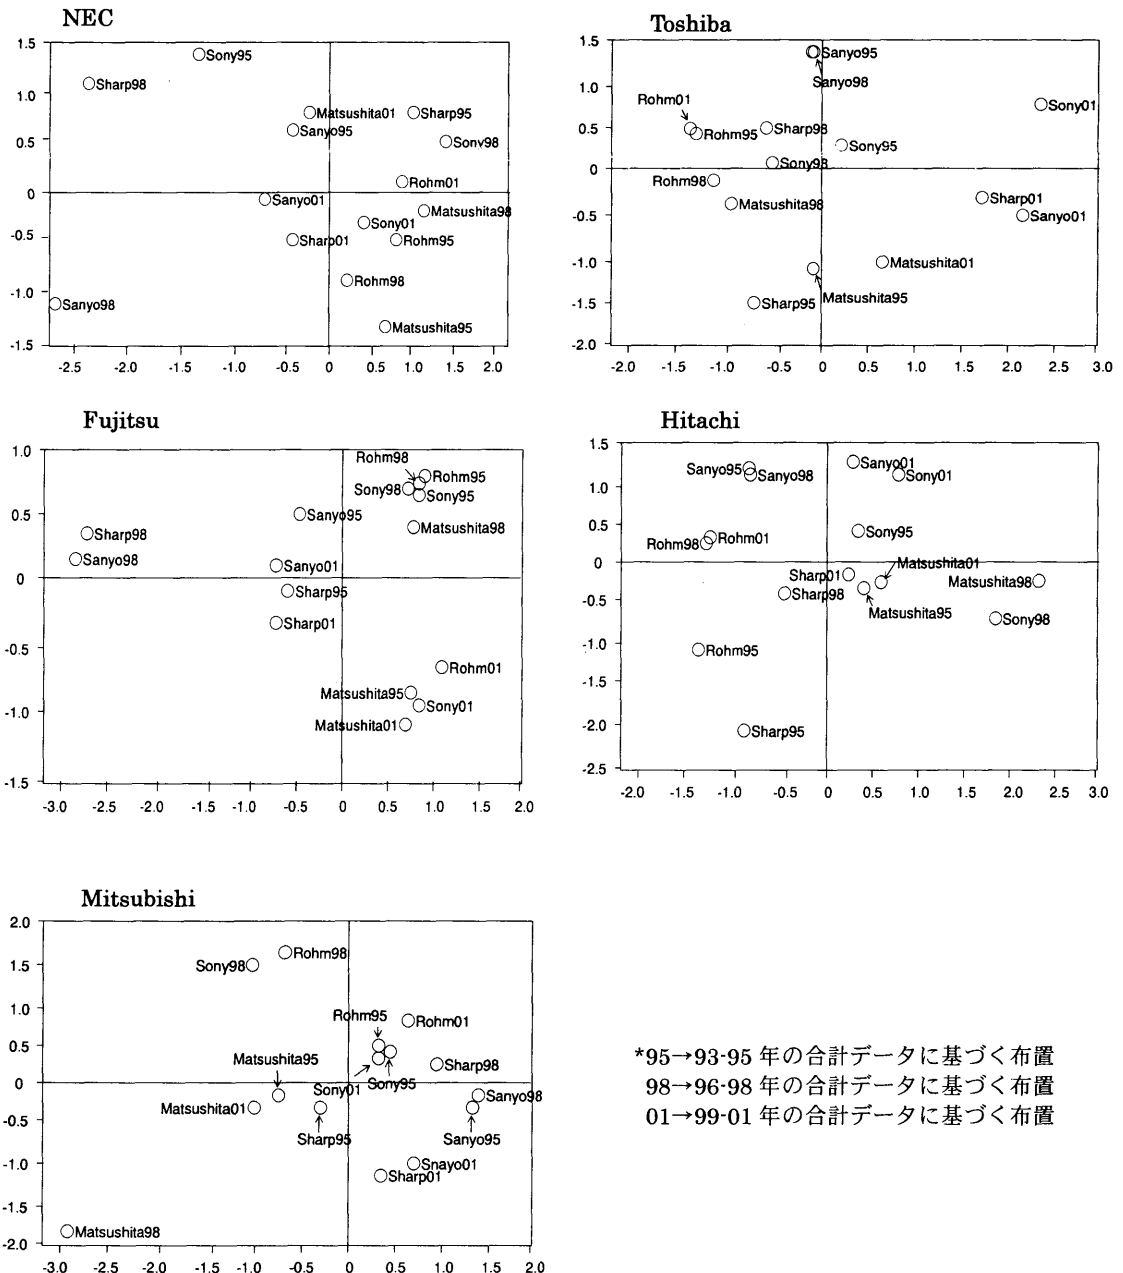 NEC
1.5
1.0
0.5
0
-0.5
-1.0
-1.5
Sony95
Sharp98
Matsushita01
Sharp95
Sanyo95
Sony98
Rohm01
Sanyo01
Matsushita98
Sony01
Sharp01
Rohm95
Rohm98
Sanyo98
Matsushita95
-2.5 -2.0 -1.5 -1.0 -0.5 0 0.5 1.0 1.5 2.0
Toshiba
1.5
1.0
0.5
0
-0.5
-1.0
-1.5
-2.0
Sanyo95
Sanyo98
Rohm01
Sony01
Rohm95
Sharp98
Sony95
Sony98
Rohm98
Matsushita98
Sharp01
Sanyo01
Matsushita01
Matsushita95
Sharp95
-2.0 -1.5 -1.0 -0.5 0 0.5 1.0 1.5 2.0 2.5 3.0
Fujitsu
1.0
0.5
0
-0.5
-1.0
-1.5
Rohm98
Rohm95
Sony98
Sony95
Sanyo95
Matsushita98
Sharp98
Sanyo98
Sanyo01
Sharp95
Sharp01
Rohm01
Matsushita95
Sony01
Matsushita01
-3.0 -2.5 -2.0 -1.5 -1.0 -0.5 0 0.5 1.0 1.5 2.0
Hitachi
1.5
1.0
0.5
0
-0.5
-1.0
-1.5
-2.0
-2.5
Sanyo01
Sanyo95
Sanyo98
Sony01
Sony95
Rohm01
Rohm98
Matsushita01
Sharp01
Matsushita98
Sharp98
Matsushita95
Sony98
Rohm95
Sharp95
-2.0 -1.5 -1.0 -0.5 0 0.5 1.0 1.5 2.0 2.5 3.0
Mitsubishi
2.0
1.5
1.0
0.5
0
-0.5
-1.0
-1.5
-2.0
Rohm98
Sony98
Rohm95
Rohm01
Matsushita95
Sharp98
Sony01
Sony95
Sanyo98
Matsushita01
Sharp95
Sanyo95
Snayo01
Sharp01
Matsushita98
-3.0 -2.5 -2.0 -1.5 -1.0 -0.5 0 0.5 1.0 1.5 2.0
*95→93-95 年の合計データに基づく布置
98→96-98 年の合計データに基づく布置
01→99-01 年の合計データに基づく布置